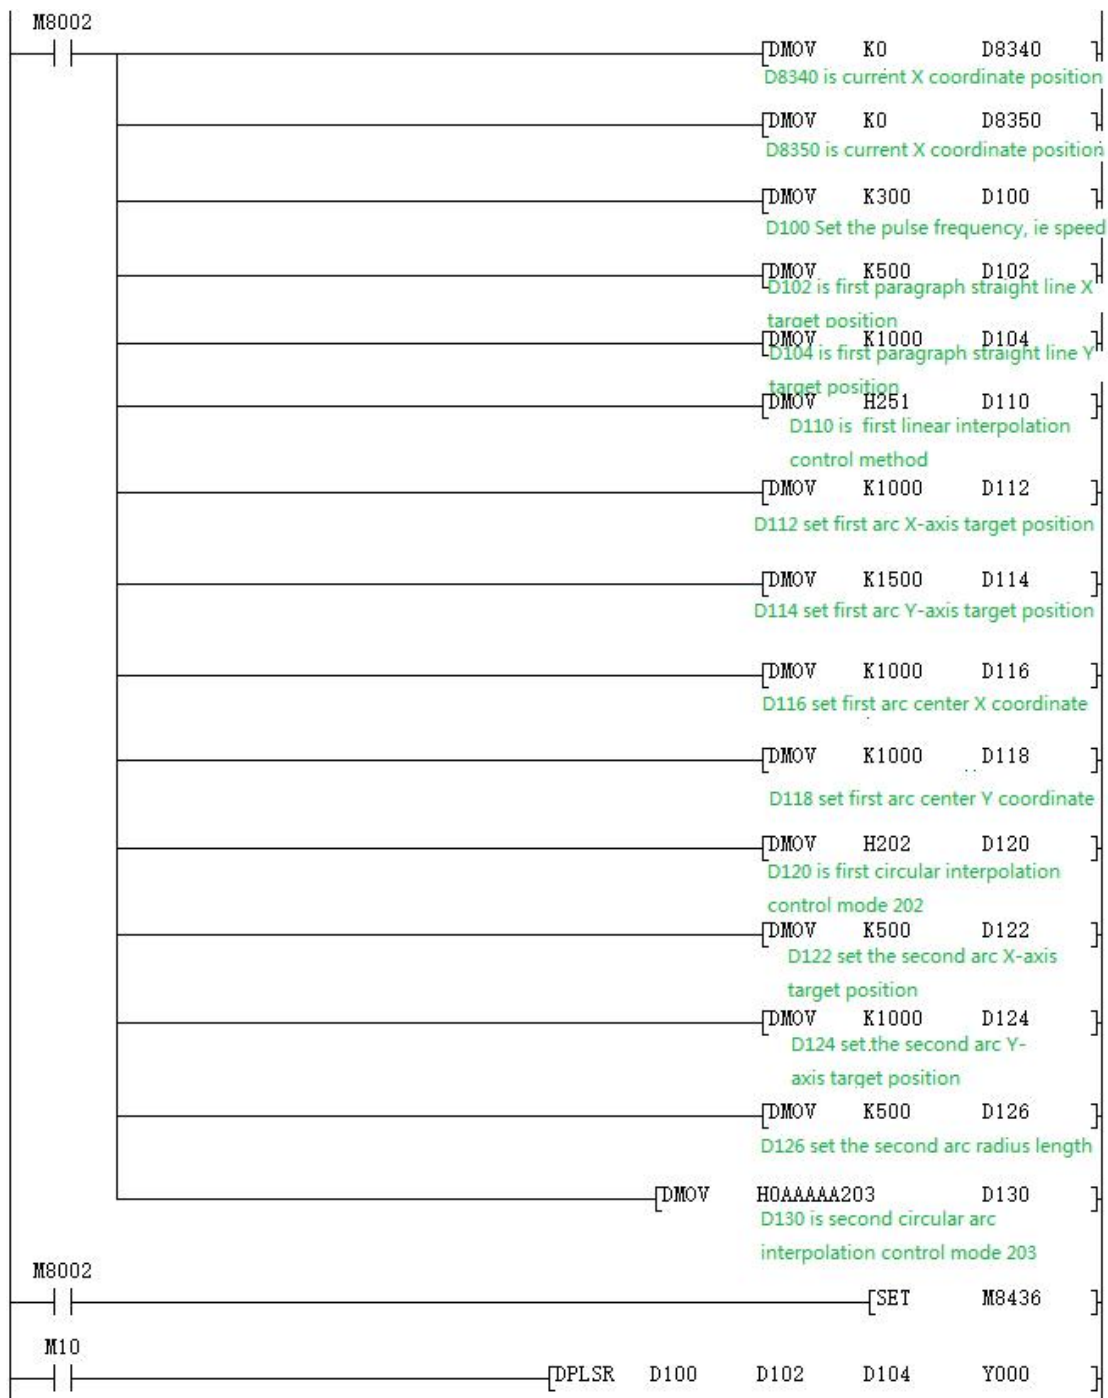 M8002
DMOV K0 D8340
D8340 is current X coordinate position
DMOV K0 D8350
D8350 is current X coordinate position
DMOV K300 D100
D100 Set the pulse frequency, ie speed
DMOV K500 D102
D102 is first paragraph straight line X
target position
DMOV K1000 D104
D104 is first paragraph straight line Y
target position
DMOV H251 D110
D110 is first linear interpolation
control method
DMOV K1000 D112
D112 set first arc X-axis target position
DMOV K1500 D114
D114 set first arc Y-axis target position
DMOV K1000 D116
D116 set first arc center X coordinate
DMOV K1000 D118
D118 set first arc center Y coordinate
DMOV H202 D120
D120 is first circular interpolation
control mode 202
DMOV K500 D122
D122 set the second arc X-axis
target position
DMOV K1000 D124
D124 set.the second arc Y-
axis target position
DMOV K500 D126
D126 set the second arc radius length
DMOV H0AAAAA203 D130
D130 is second circular arc
interpolation control mode 203
M8002
SET M8436
M10
DPLSR D100 D102 D104 Y000